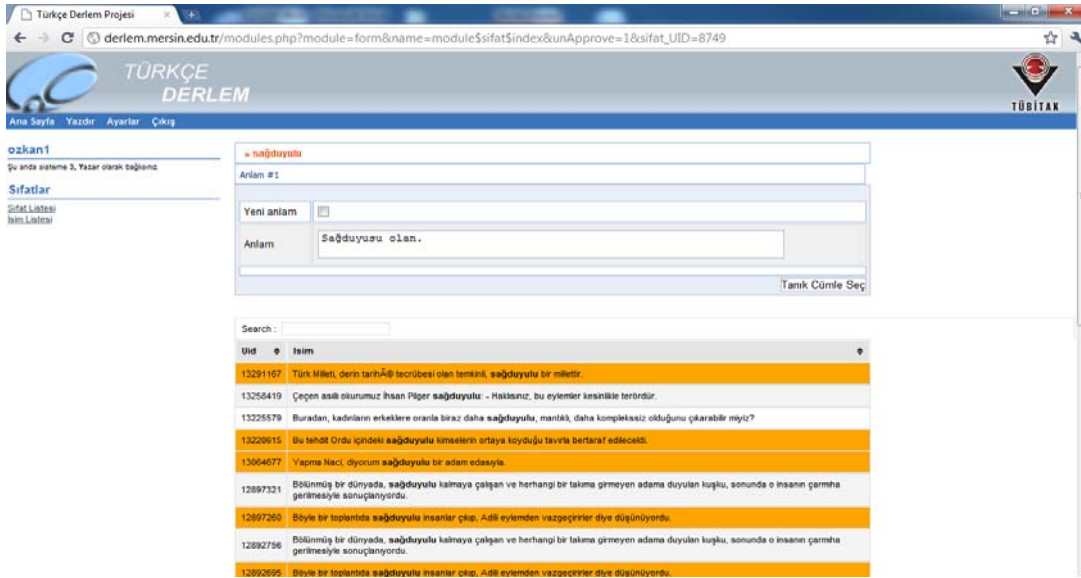 Türkçe Derlem Projesi
derlem.mersin.edu.tr/modules.php?module=form&name=module$sifat$index&unApprove=1&sifat_UID=8749
TÜRKÇE
DERLEM
TÜBİTAK
Ana Sayfa Yazdır Ayarlar Çıkış
ozkan1
Şu anda sisteme 3, Yazar olarak bağlısınız
Sıfatlar
Sıfat Listesi
İsim Listesi
» sağduyulu
Anlam #1
Yeni anlam
Anlam
Sağduyusu olan.
Tanık Cümle Seç
Search :
Uid Isim
13291167 Türk Milleti, derin tarihÃ® tecrübesi olan temkinli, sağduyulu bir millettir.
13258419 Çeçen asıllı okurumuz İhsan Pilger sağduyulu: - Haklısınız, bu eylemler kesinlikle terördür.
13225579 Buradan, kadınların erkeklere oranla biraz daha sağduyulu, mantıklı, daha komplekssiz olduğunu çıkarabilir miyiz?
13220615 Bu tehdit Ordu içindeki sağduyulu kimselerin ortaya koyduğu tavırla bertaraf edilecekti.
13064677 Yapma Naci, diyorum sağduyulu bir adam edasıyla.
12897321 Bölünmüş bir dünyada, sağduyulu kalmaya çalışan ve herhangi bir takıma girmeyen adama duyulan kuşku, sonunda o insanın çarmıha
gerilmesiyle sonuçlanıyordu.
12897260 Böyle bir toplantıda sağduyulu insanlar çıkıp, Adili eylemden vazgeçirirler diye düşünüyordu.
12892756 Bölünmüş bir dünyada, sağduyulu kalmaya çalışan ve herhangi bir takıma girmeyen adama duyulan kuşku, sonunda o insanın çarmıha
gerilmesiyle sonuçlanıyordu.
12892695 Böyle bir toplantıda sağduyulu insanlar çıkıp, Adili eylemden vazgeçirirler diye düşünüyordu.